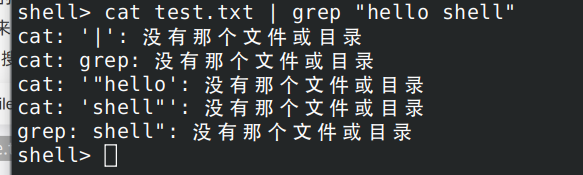 shell> cat test.txt | grep "hello shell"
cat: '|': 没有那个文件或目录
cat: grep: 没有那个文件或目录
cat: '"hello': 没有那个文件或目录
cat: 'shell"': 没有那个文件或目录
grep: shell": 没有那个文件或目录
shell>
来
搜
ile